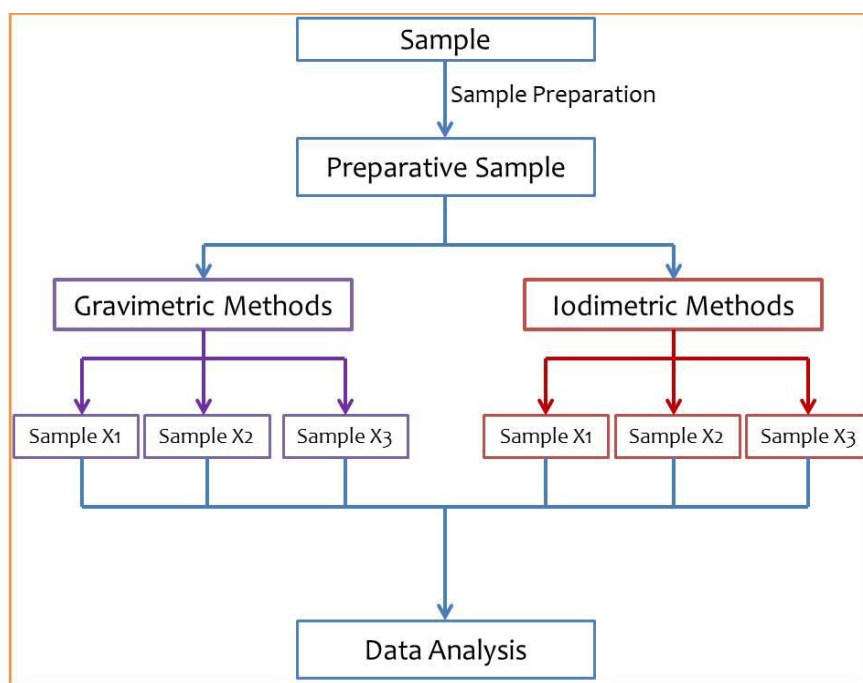 Sample
Sample Preparation
Preparative Sample
Gravimetric Methods
Iodimetric Methods
Sample X1
Sample X2
Sample X3
Sample X1
Sample X2
Sample X3
Data Analysis